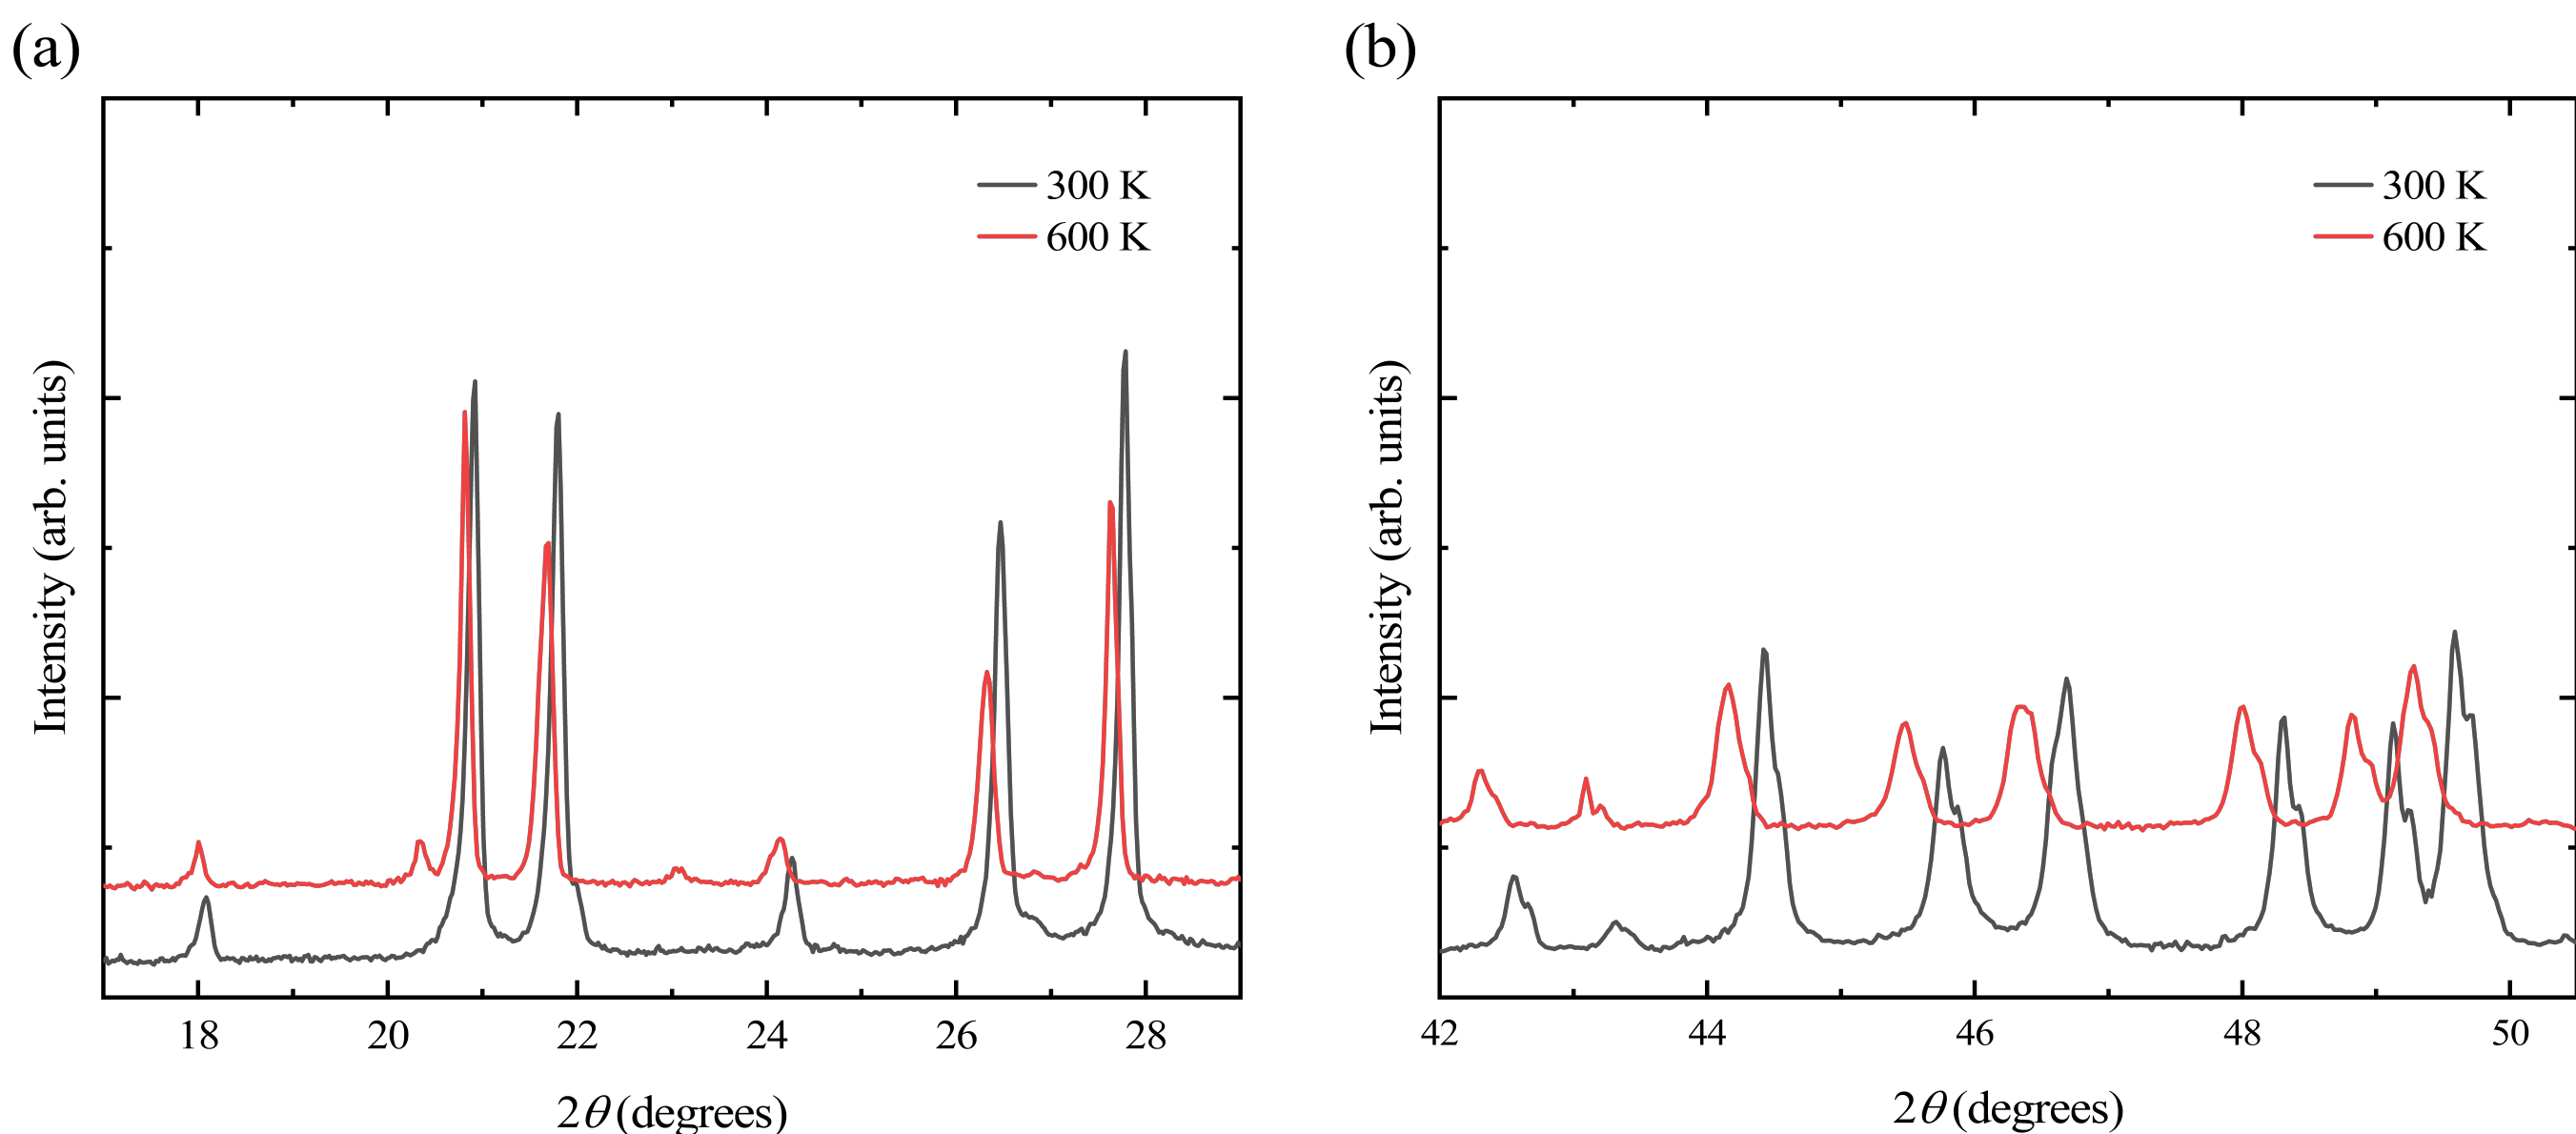 (a)
300 K
600 K
Intensity (arb. units)
18 20 22 24 26 28
2θ (degrees)
(b)
300 K
600 K
Intensity (arb. units)
42 44 46 48 50
2θ (degrees)